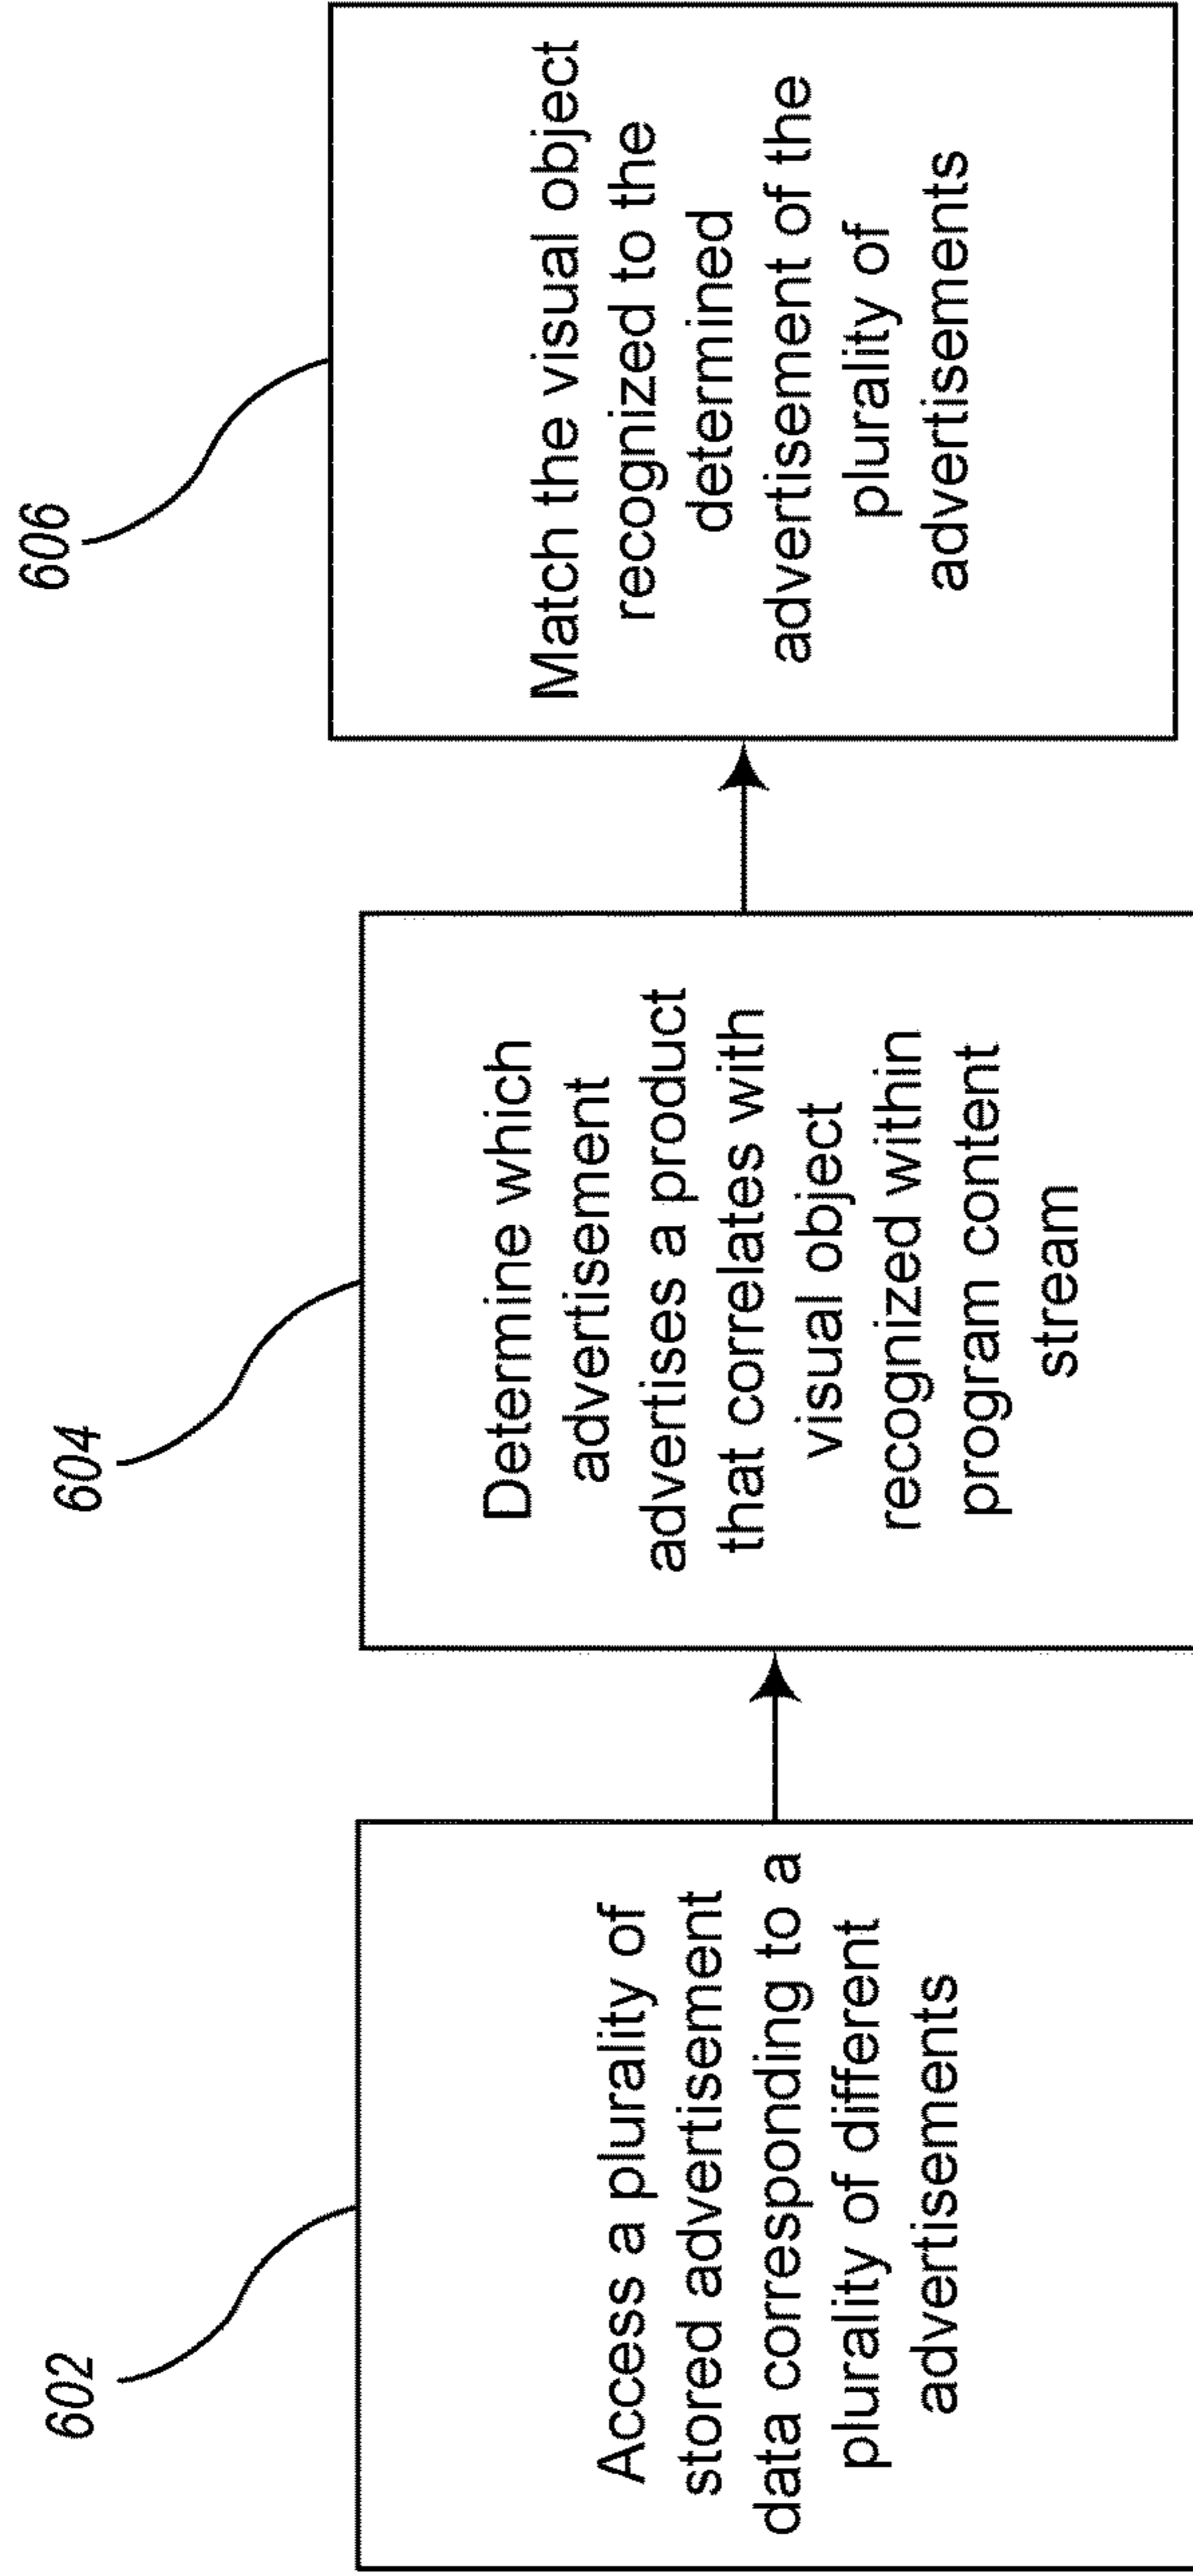 602
Access a plurality of
stored advertisement
data corresponding to a
plurality of different
advertisements
604
Determine which
advertisement
advertises a product
that correlates with
visual object
recognized within
program content
stream
606
Match the visual object
recognized to the
determined
advertisement of the
plurality of
advertisements